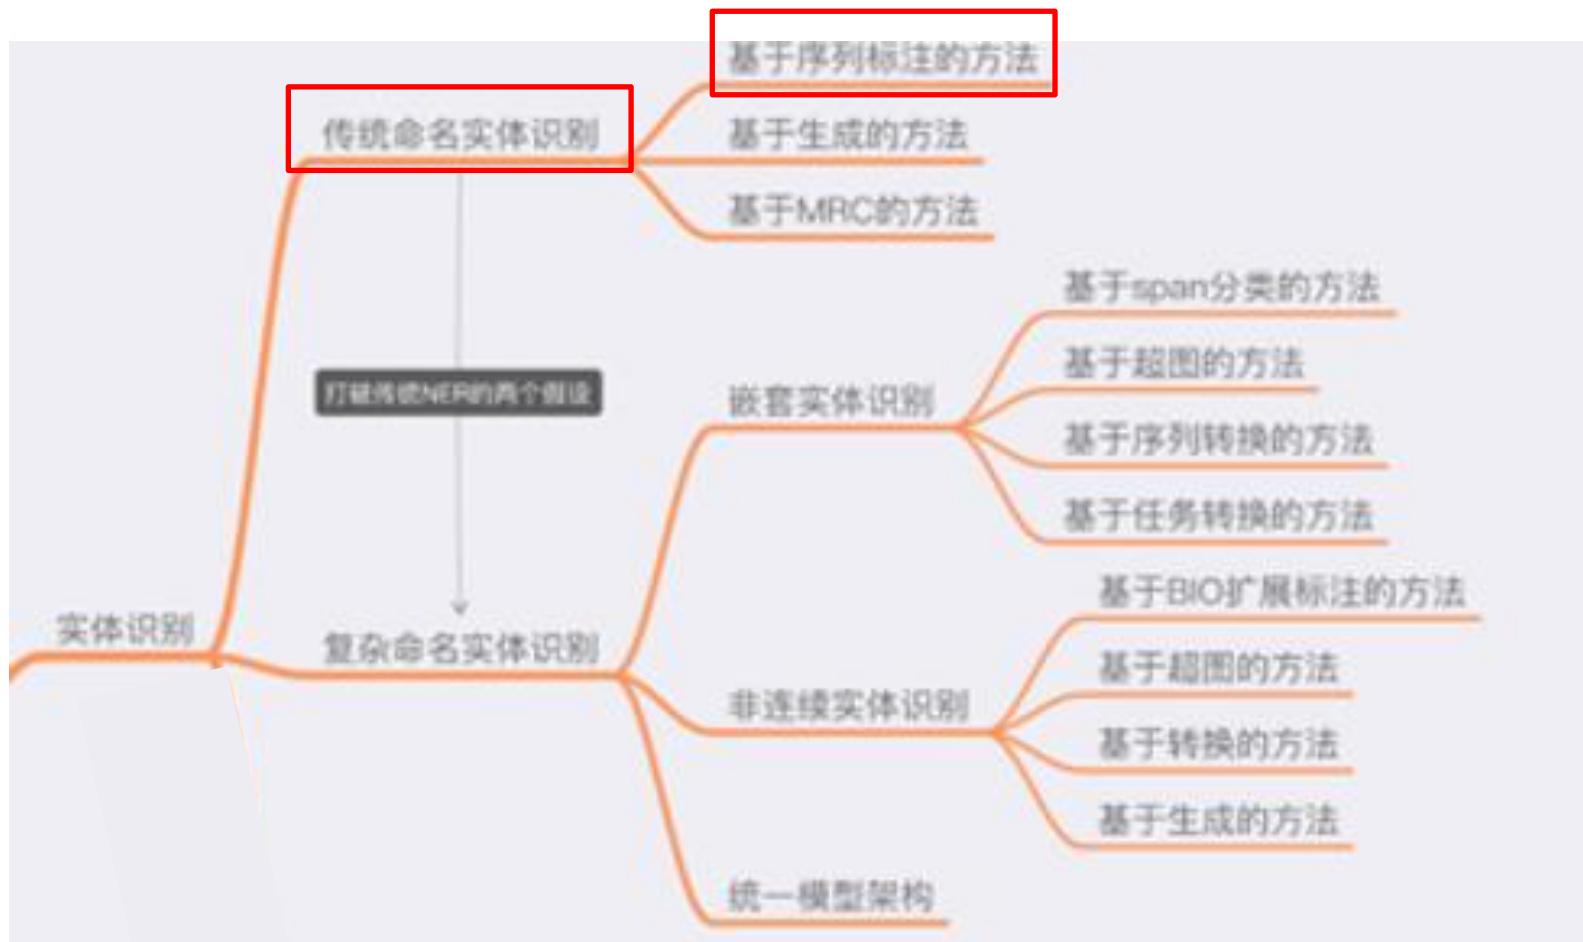 基于序列标注的方法
传统命名实体识别
基于生成的方法
基于MRC的方法
基于span分类的方法
基于超图的方法
打破传统NER的两个假设
嵌套实体识别
基于序列转换的方法
基于任务转换的方法
基于BIO扩展标注的方法
实体识别
复杂命名实体识别
基于超图的方法
非连续实体识别
基于转换的方法
基于生成的方法
统一模型架构